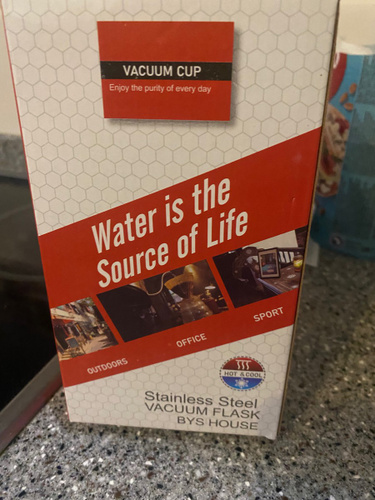 VACUUM CUP
Enjoy the purity of every day
Water is the
Source of Life
OUTDOORS
OFFICE
SPORT
HOT & COOL
Stainless Steel
VACUUM FLASK
BYS HOUSE